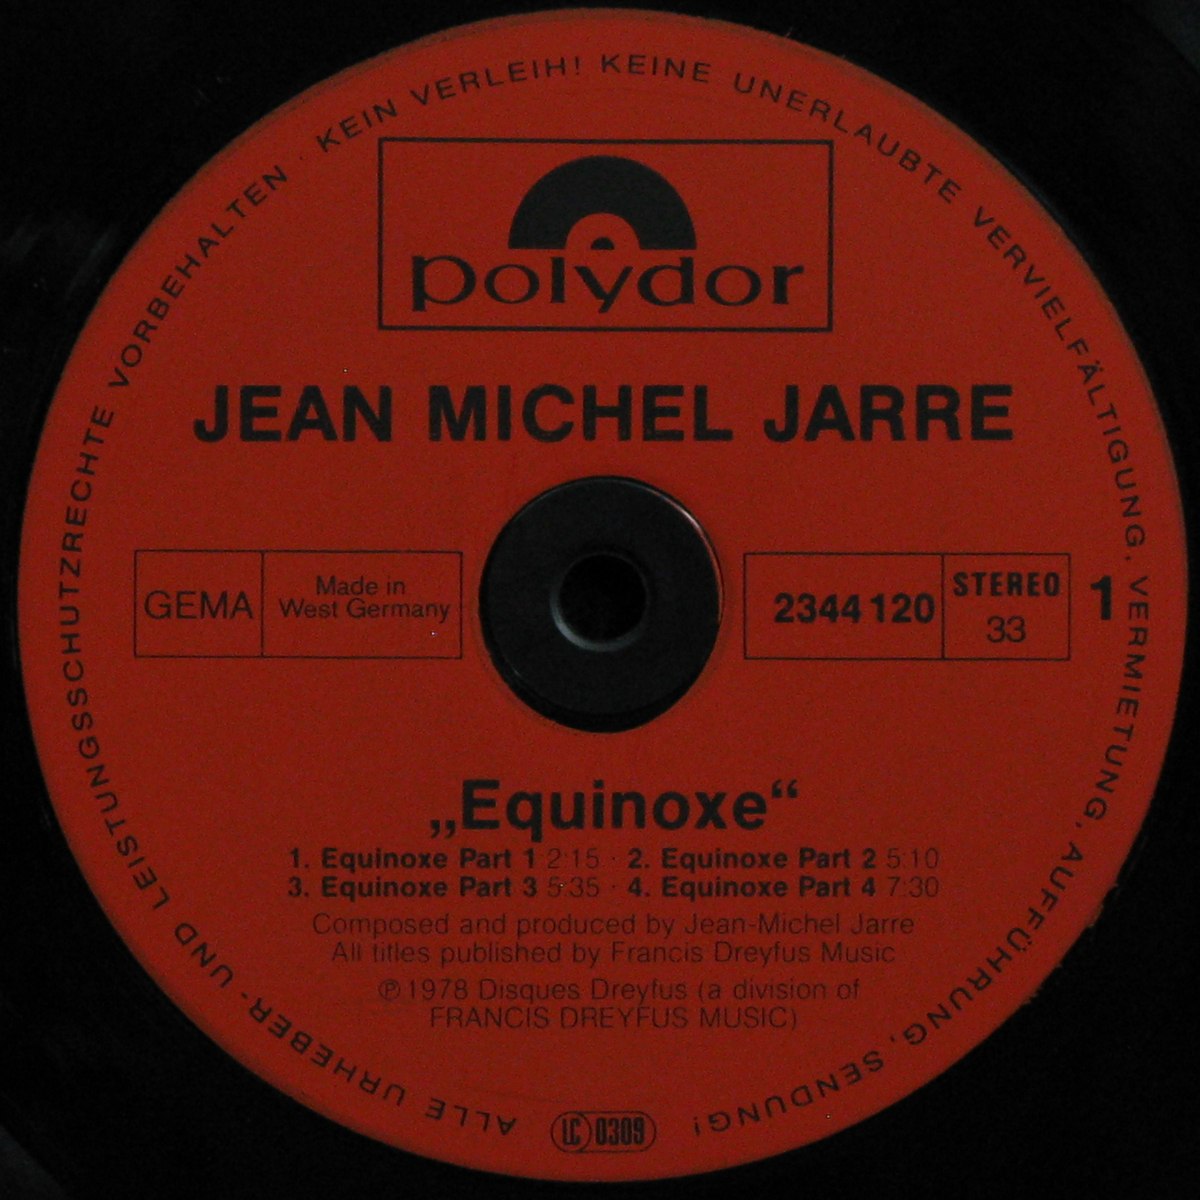 ALLE URHEBER- UND LEISTUNGSSCHUTZRECHTE VORBEHALTEN · KEIN VERLEIH! KEINE UNERLAUBTE VERVIELFÄLTIGUNG, VERMIETUNG, AUFFÜHRUNG, SENDUNG!
polydor
JEAN MICHEL JARRE
GEMA
Made in
West Germany
2344 120
STEREO
33
1
„Equinoxe“
1. Equinoxe Part 1 2:15 · 2. Equinoxe Part 2 5:10
3. Equinoxe Part 3 5:35 · 4. Equinoxe Part 4 7:30
Composed and produced by Jean-Michel Jarre
All titles published by Francis Dreyfus Music
℗ 1978 Disques Dreyfus (a division of
FRANCIS DREYFUS MUSIC)
LC 0309